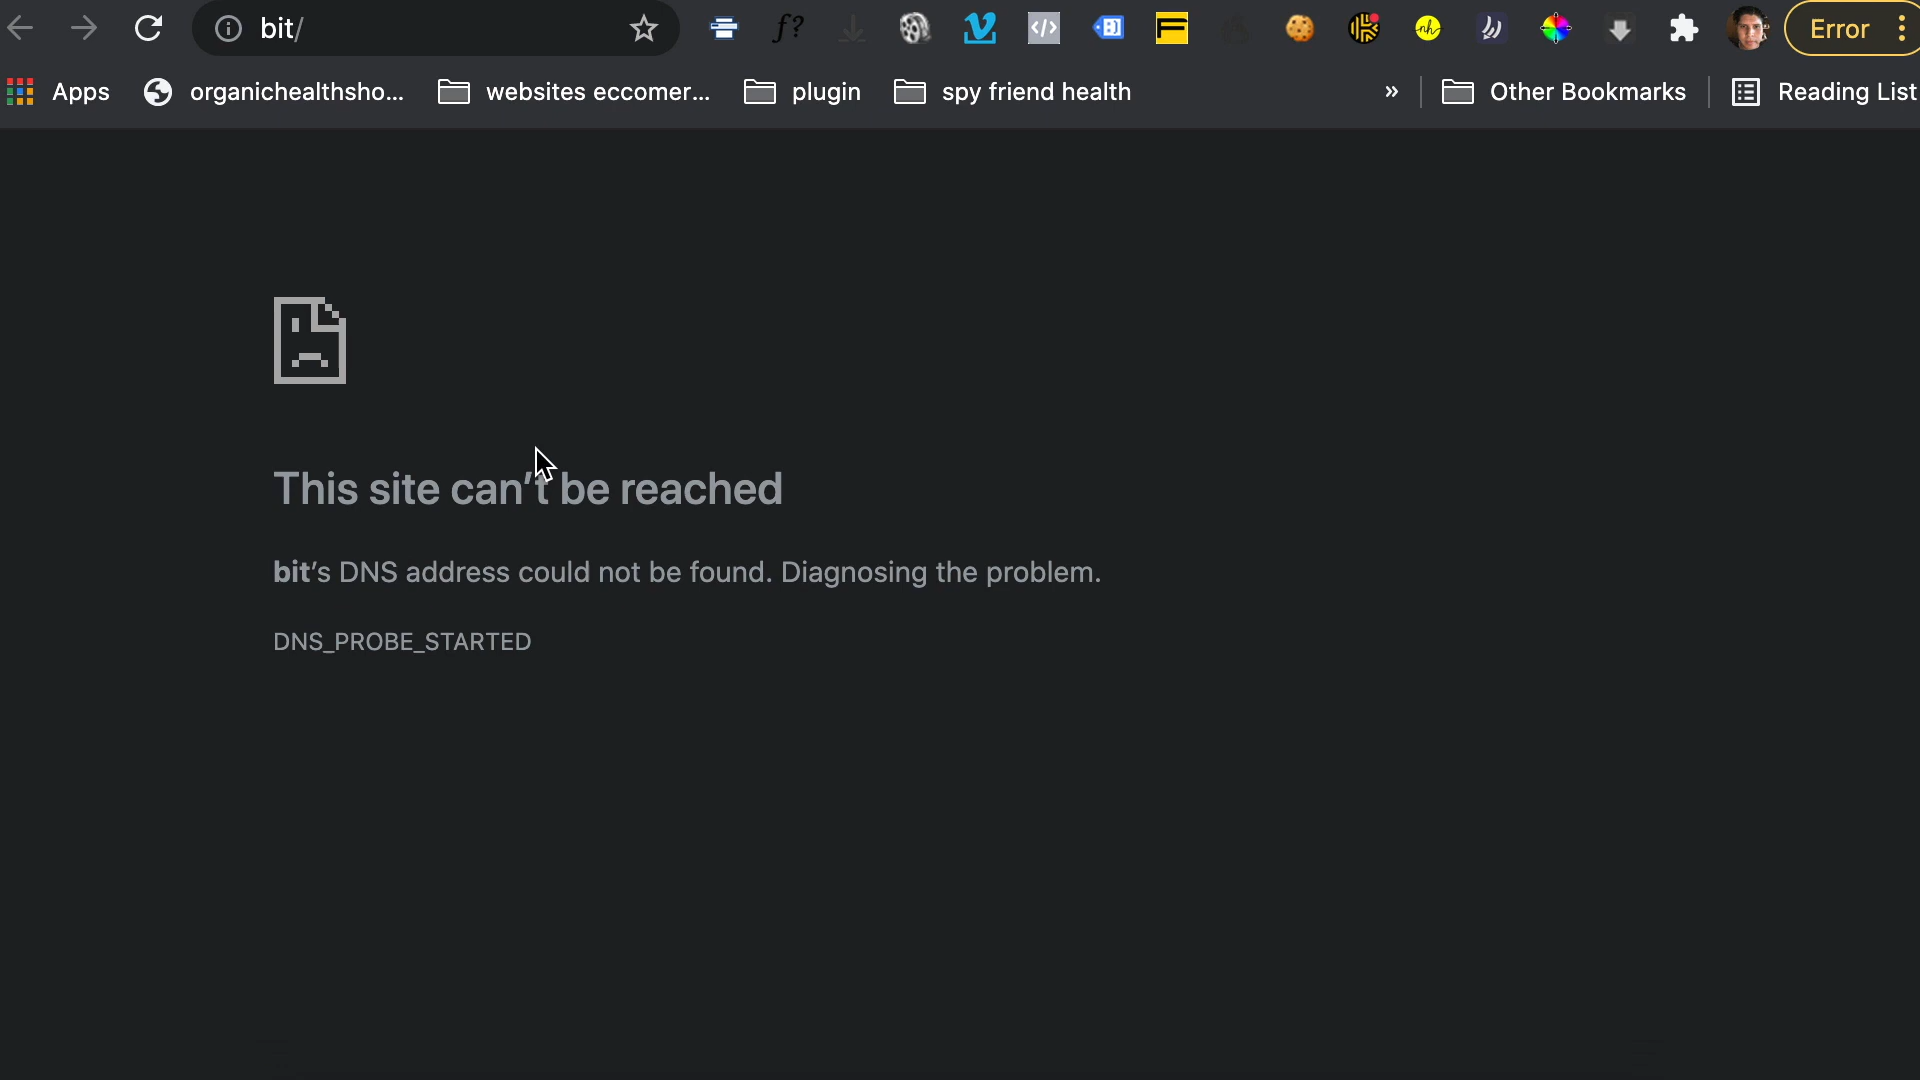 bit/
f?
</>
nh
Error
Apps
organichealthsho...
websites eccomer...
plugin
spy friend health
»
Other Bookmarks
Reading List
This site can't be reached
bit's DNS address could not be found. Diagnosing the problem.
DNS_PROBE_STARTED